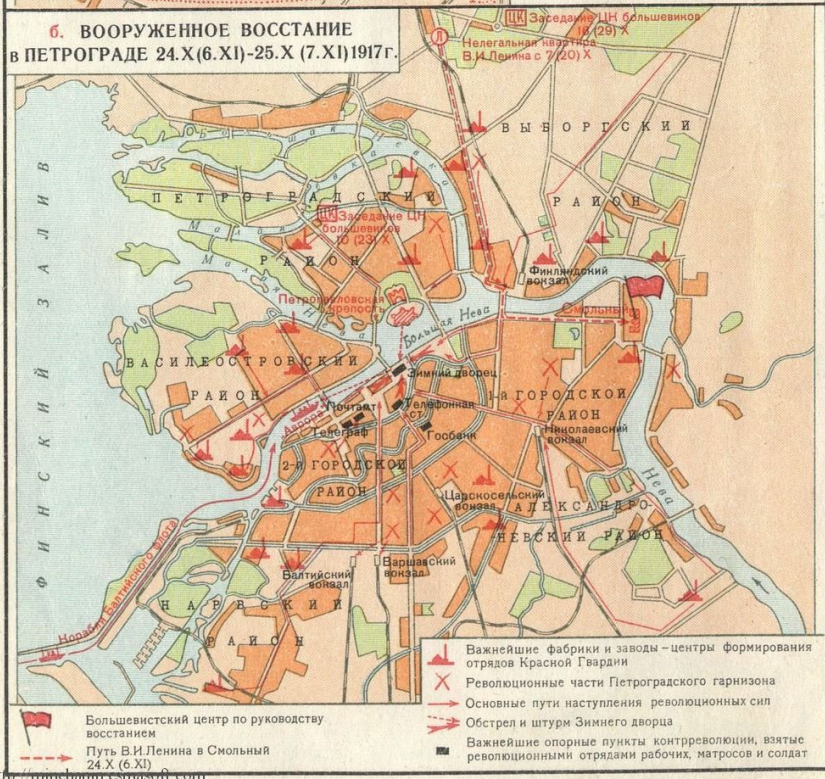 б. ВООРУЖЕННОЕ ВОССТАНИЕ
в ПЕТРОГРАДЕ 24.X(6.XI)-25.X (7.XI)1917г.
ЦК Заседание ЦК большевиков
16 (29) X
Л
Нелегальная квартира
В.И.Ленина с 7(20) X
ВЫБОРГСКИЙ
РАЙОН
Большая Невка
ПЕТРОГРАДСКИЙ
РАЙОН
ЦК Заседание ЦК
большевиков
10 (23) X
Малая
Малая Нева
Финляндский
вокзал
Петропавловская
крепость
Большая Нева
Смольный
ВРК
ФИНСКИЙ ЗАЛИВ
ВАСИЛЕОСТРОВСКИЙ
РАЙОН
Зимний дворец
1-й ГОРОДСКОЙ
РАЙОН
Почтамт
Телефонная
ст.
Аврора
Телеграф
Госбанк
Николаевский
вокзал
2-й ГОРОДСКОЙ
РАЙОН
Нева
Царскосельский
вокзал
АЛЕКСАНДРО-
НЕВСКИЙ РАЙОН
Корабли Балтийского флота
Балтийский
вокзал
Варшавский
вокзал
НАРВСКИЙ
РАЙОН
Важнейшие фабрики и заводы – центры формирования
отрядов Красной Гвардии
Революционные части Петроградского гарнизона
Основные пути наступления революционных сил
Обстрел и штурм Зимнего дворца
Важнейшие опорные пункты контрреволюции, взятые
революционными отрядами рабочих, матросов и солдат
Большевистский центр по руководству
восстанием
Путь В.И.Ленина в Смольный
24.X (6.XI)